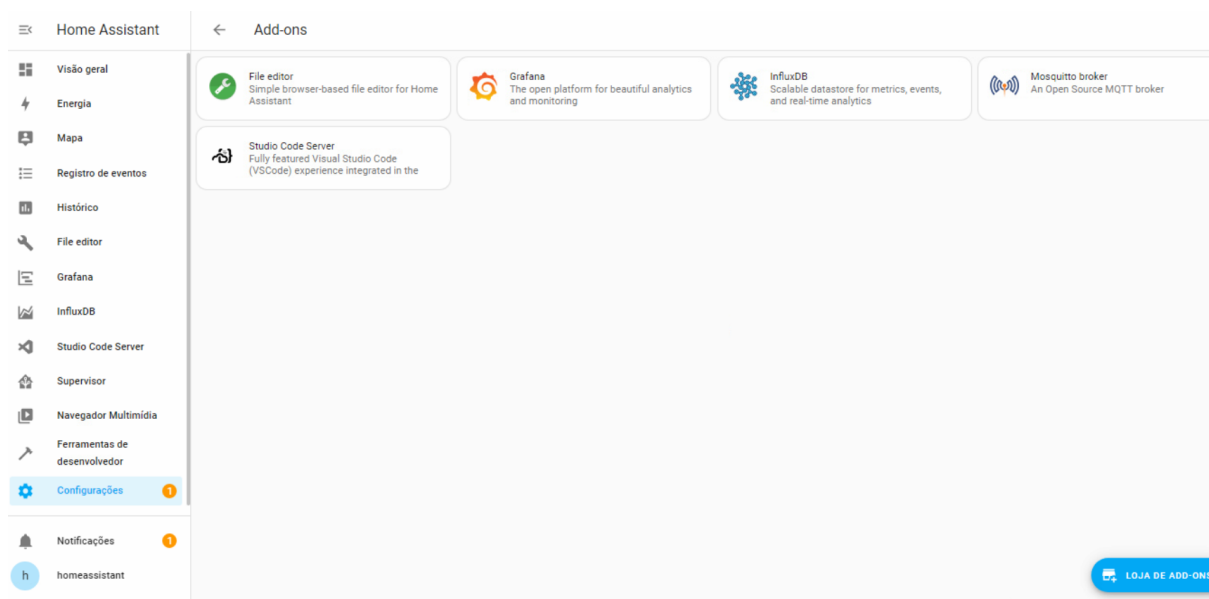 Home Assistant
Add-ons
Visão geral
Energia
Mapa
Registro de eventos
Histórico
File editor
Grafana
InfluxDB
Studio Code Server
Supervisor
Navegador Multimídia
Ferramentas de
desenvolvedor
Configurações 1
Notificações 1
h homeassistant
File editor
Simple browser-based file editor for Home
Assistant
Grafana
The open platform for beautiful analytics
and monitoring
InfluxDB
Scalable datastore for metrics, events,
and real-time analytics
Mosquitto broker
An Open Source MQTT broker
Studio Code Server
Fully featured Visual Studio Code
(VSCode) experience integrated in the
LOJA DE ADD-ONS